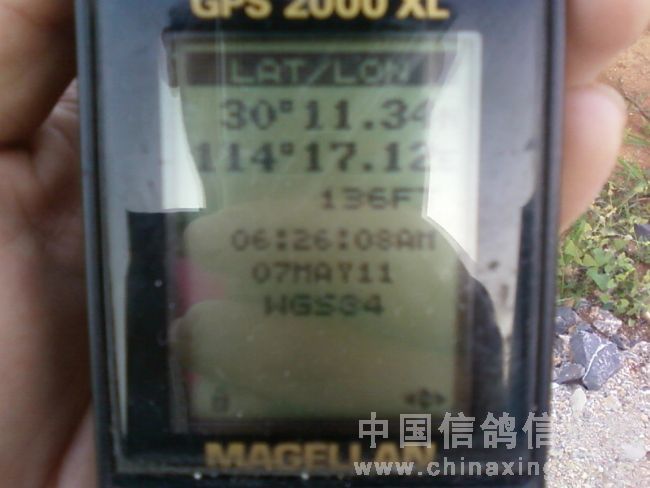 GPS 2000 XL
LAT/LON
30°11.34
114°17.12
136FT
06:26:08AM
07MAY11
WGS84
MAGELLAN
中国信鸽信
www.chinaxing